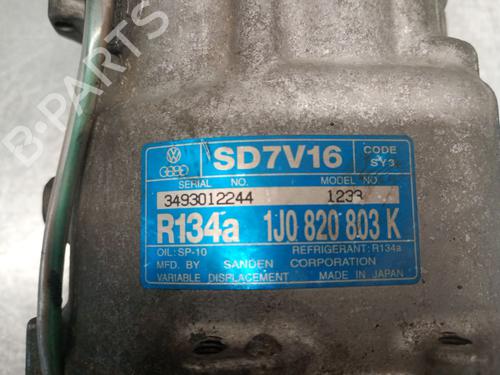 SD7V16
CODE
SY3
SERIAL NO.
MODEL NO.
3493012244
1233
R134a
1J0 820 803 K
OIL: SP-10
REFRIGERANT: R134a
MFD. BY SANDEN CORPORATION
VARIABLE DISPLACEMENT MADE IN JAPAN
B-PARTS